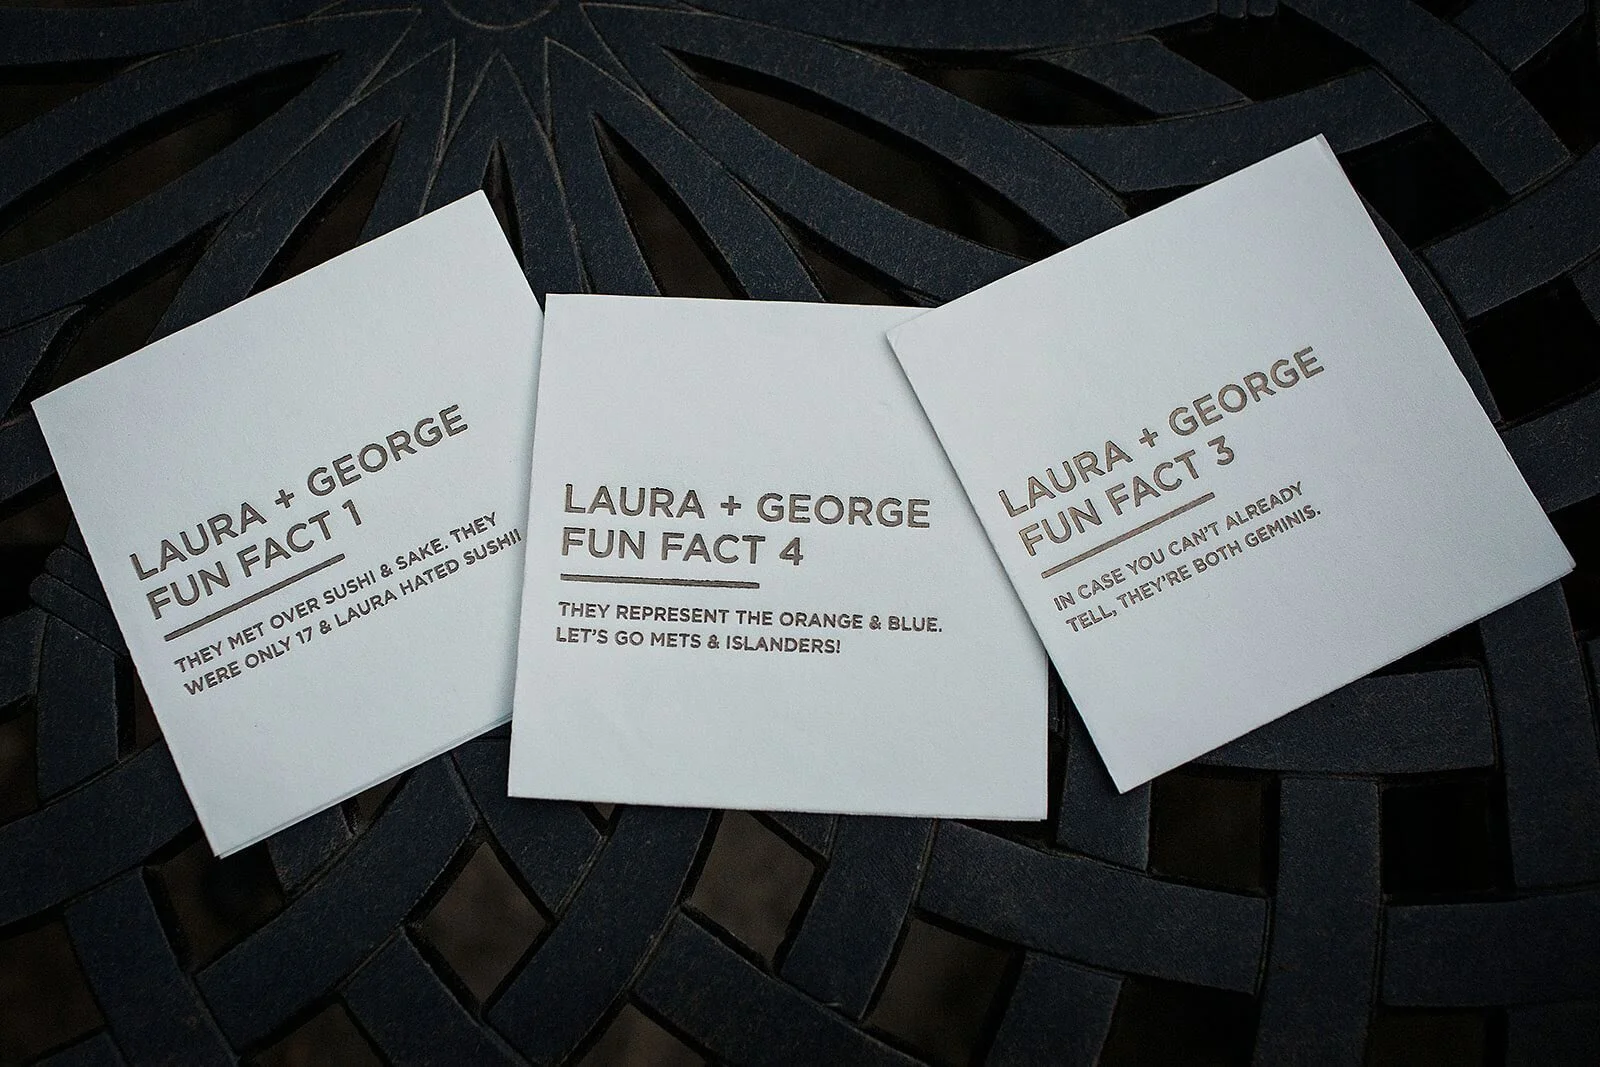 LAURA + GEORGE
FUN FACT 1
THEY MET OVER SUSHI & SAKE. THEY
WERE ONLY 17 & LAURA HATED SUSHI!
LAURA + GEORGE
FUN FACT 4
THEY REPRESENT THE ORANGE & BLUE.
LET'S GO METS & ISLANDERS!
LAURA + GEORGE
FUN FACT 3
IN CASE YOU CAN'T ALREADY
TELL, THEY'RE BOTH GEMINIS.